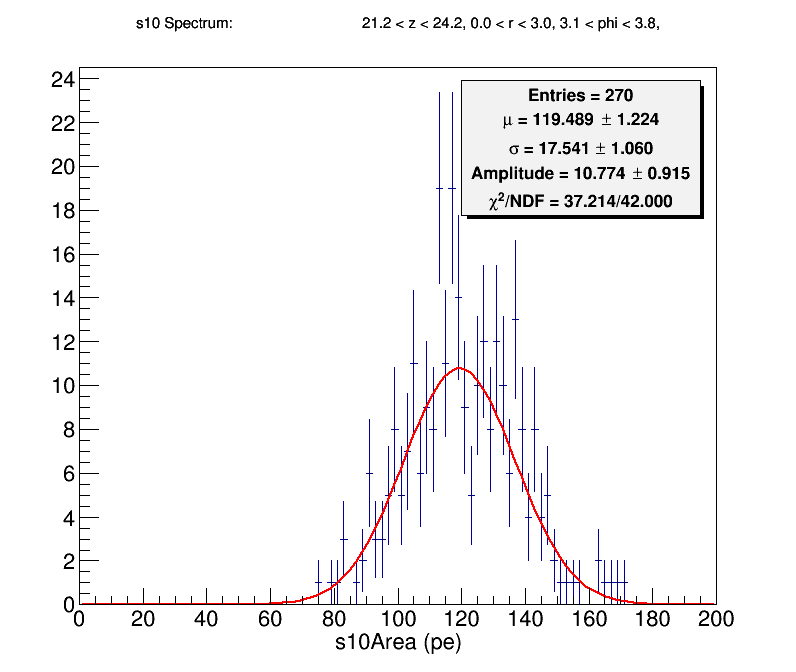 s10 Spectrum: 21.2 < z < 24.2, 0.0 < r < 3.0, 3.1 < phi < 3.8,
Entries = 270
μ = 119.489 ± 1.224
σ = 17.541 ± 1.060
Amplitude = 10.774 ± 0.915
χ²/NDF = 37.214/42.000
24
22
20
18
16
14
12
10
8
6
4
2
0
0 20 40 60 80 100 120 140 160 180 200
s10Area (pe)